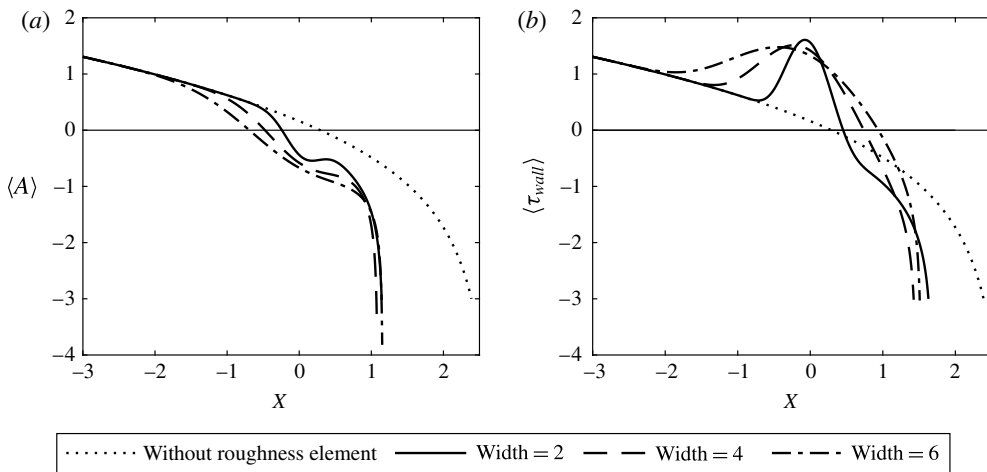 (a)
(b)
2
1
0
−1
−2
−3
−4
⟨A⟩
−3 −2 −1 0 1 2
X
2
1
0
−1
−2
−3
−4
⟨τwall⟩
−3 −2 −1 0 1 2
X
Without roughness element Width = 2 Width = 4 Width = 6